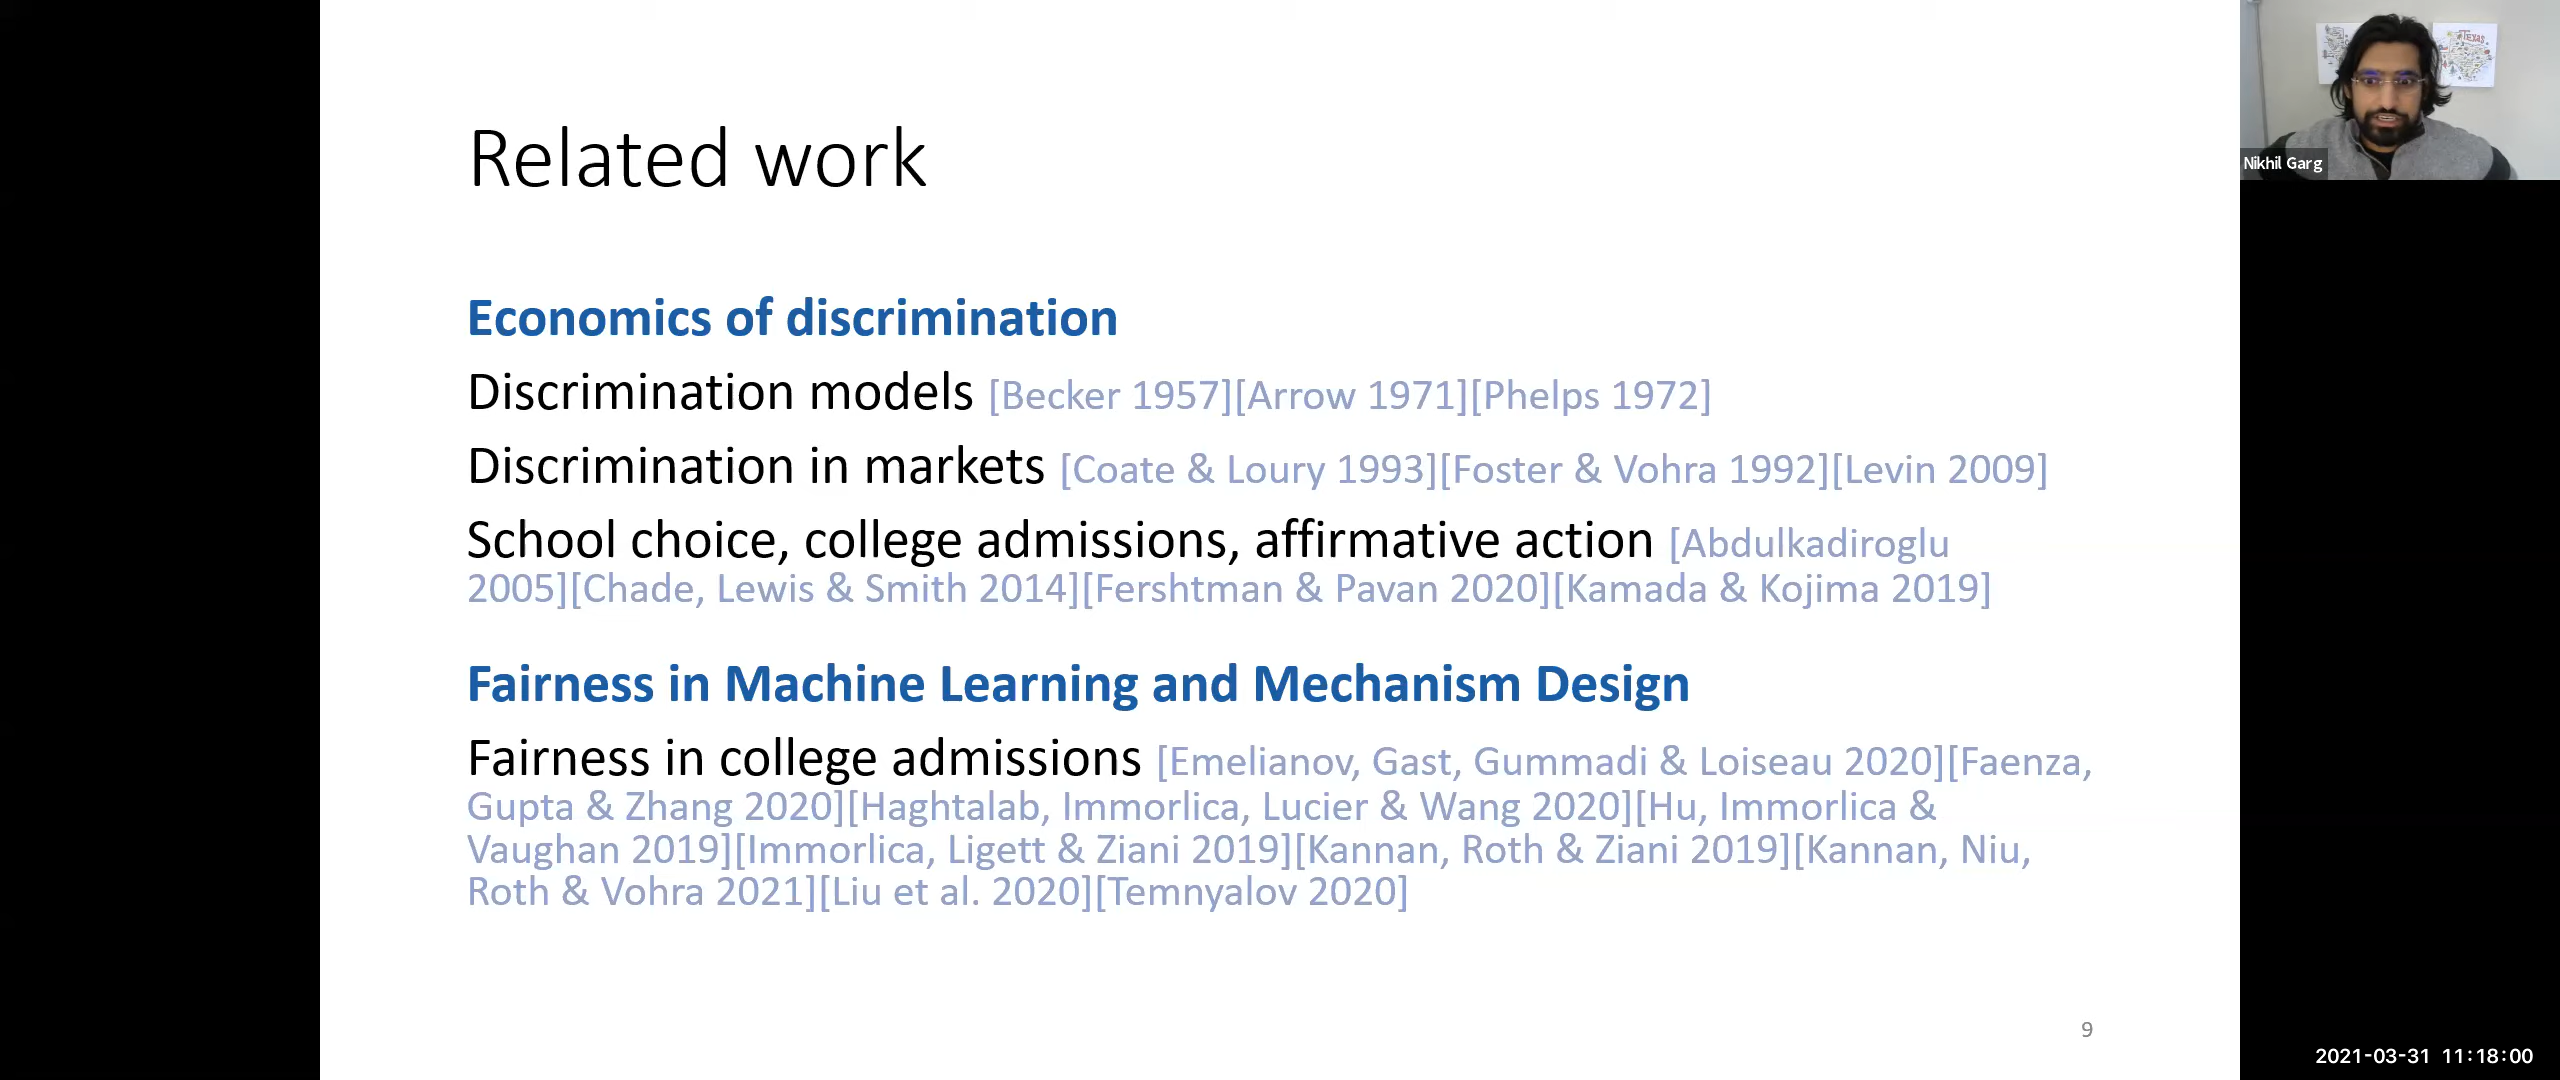 Related work
Economics of discrimination
Discrimination models [Becker 1957][Arrow 1971][Phelps 1972]
Discrimination in markets [Coate & Loury 1993][Foster & Vohra 1992][Levin 2009]
School choice, college admissions, affirmative action [Abdulkadiroglu
2005][Chade, Lewis & Smith 2014][Fershtman & Pavan 2020][Kamada & Kojima 2019]
Fairness in Machine Learning and Mechanism Design
Fairness in college admissions [Emelianov, Gast, Gummadi & Loiseau 2020][Faenza,
Gupta & Zhang 2020][Haghtalab, Immorlica, Lucier & Wang 2020][Hu, Immorlica &
Vaughan 2019][Immorlica, Ligett & Ziani 2019][Kannan, Roth & Ziani 2019][Kannan, Niu,
Roth & Vohra 2021][Liu et al. 2020][Temnyalov 2020]
9
TEXAS
Nikhil Garg
2021-03-31 11:18:00